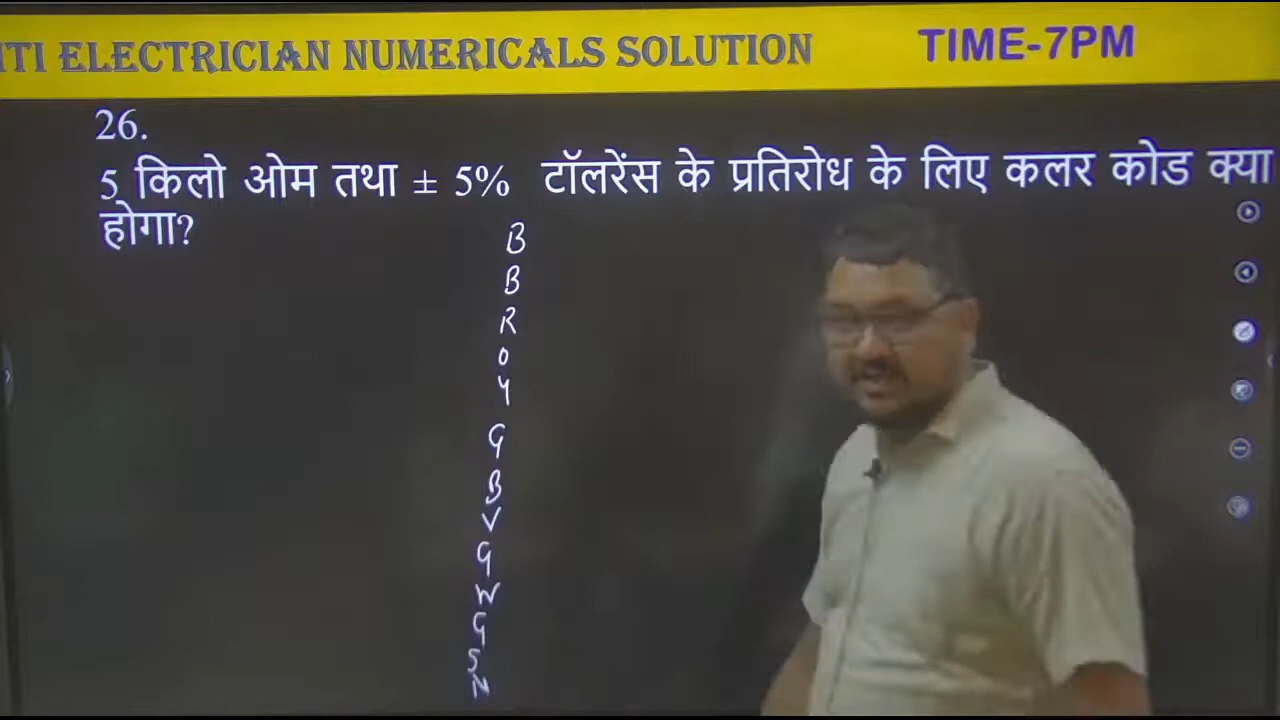 ITI ELECTRICIAN NUMERICALS SOLUTION TIME-7PM
26.
5 किलो ओम तथा ± 5% टॉलरेंस के प्रतिरोध के लिए कलर कोड क्या
होगा?
B
B
R
O
Y
G
B
V
G
W
G
S
N